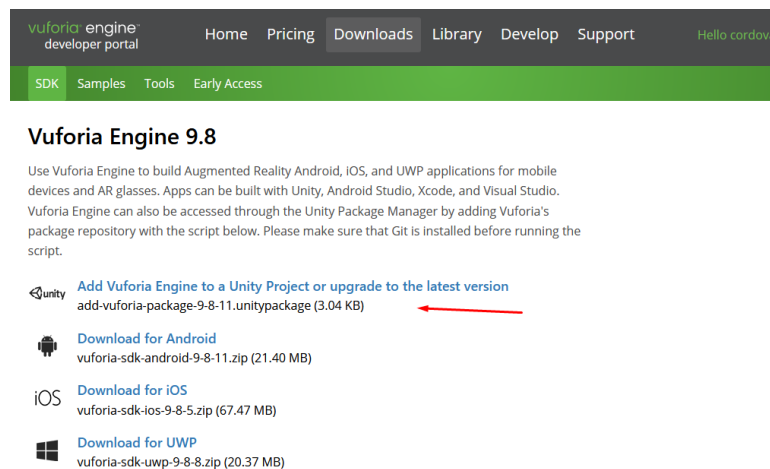 vuforia engine
developer portal
Home Pricing Downloads Library Develop Support
Hello cordov
SDK Samples Tools Early Access
Vuforia Engine 9.8
Use Vuforia Engine to build Augmented Reality Android, iOS, and UWP applications for mobile
devices and AR glasses. Apps can be built with Unity, Android Studio, Xcode, and Visual Studio.
Vuforia Engine can also be accessed through the Unity Package Manager by adding Vuforia's
package repository with the script below. Please make sure that Git is installed before running the
script.
unity
Add Vuforia Engine to a Unity Project or upgrade to the latest version
add-vuforia-package-9-8-11.unitypackage (3.04 KB)
Download for Android
vuforia-sdk-android-9-8-11.zip (21.40 MB)
iOS
Download for iOS
vuforia-sdk-ios-9-8-5.zip (67.47 MB)
Download for UWP
vuforia-sdk-uwp-9-8-8.zip (20.37 MB)